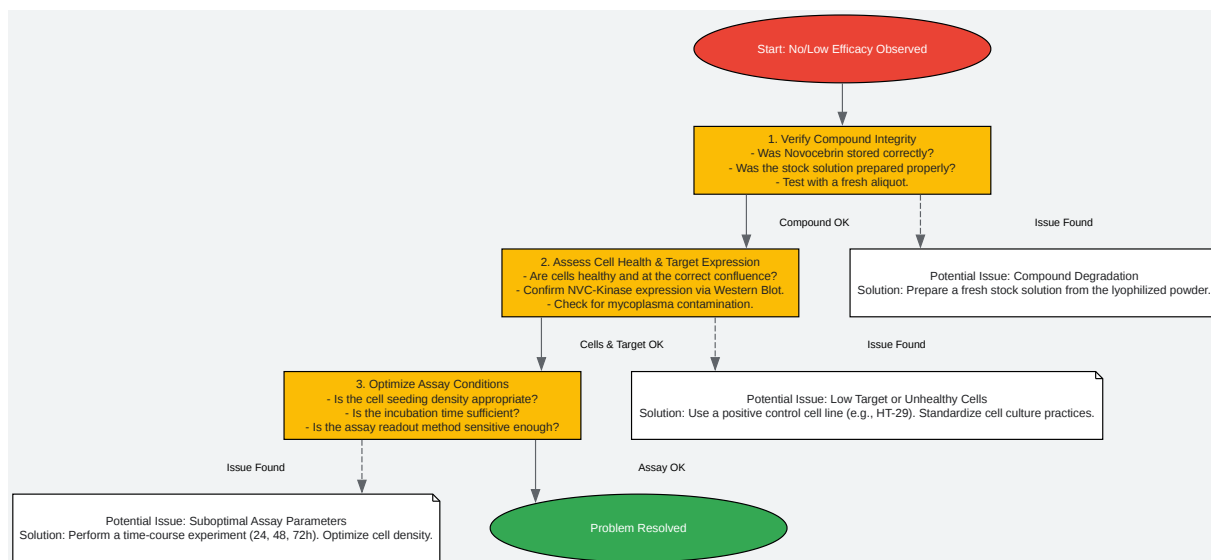 Start: No/Low Efficacy Observed
1. Verify Compound Integrity
- Was Novocebrin stored correctly?
- Was the stock solution prepared properly?
- Test with a fresh aliquot.
Compound OK
Issue Found
2. Assess Cell Health & Target Expression
- Are cells healthy and at the correct confluence?
- Confirm NVC-Kinase expression via Western Blot.
- Check for mycoplasma contamination.
Potential Issue: Compound Degradation
Solution: Prepare a fresh stock solution from the lyophilized powder.
Cells & Target OK
Issue Found
3. Optimize Assay Conditions
- Is the cell seeding density appropriate?
- Is the incubation time sufficient?
- Is the assay readout method sensitive enough?
Potential Issue: Low Target or Unhealthy Cells
Solution: Use a positive control cell line (e.g., HT-29). Standardize cell culture practices.
Issue Found
Assay OK
Potential Issue: Suboptimal Assay Parameters
Solution: Perform a time-course experiment (24, 48, 72h). Optimize cell density.
Problem Resolved